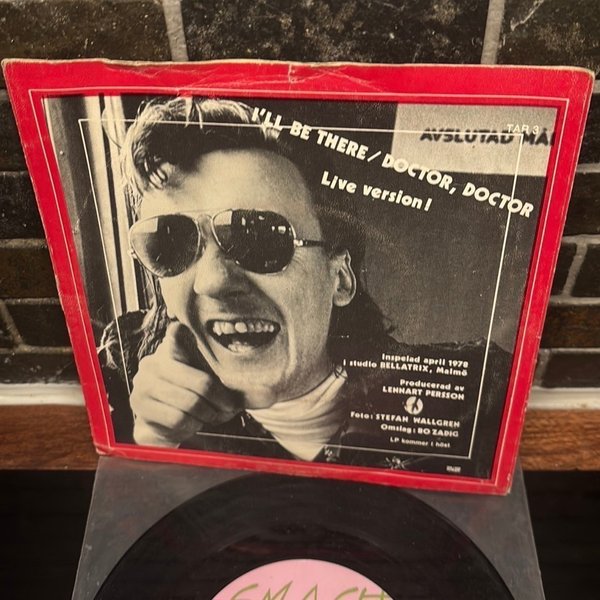 TAR 3
I'LL BE THERE/DOCTOR, DOCTOR
Live version!
AVSLUTAD
Inspelad april 1978
i studio BELLATRIX, Malmö
Producerad av
LENNART PERSSON
Foto: STEFAN WALLGREN
Omslag: BO ZADIG
LP kommer i höst
SMASH